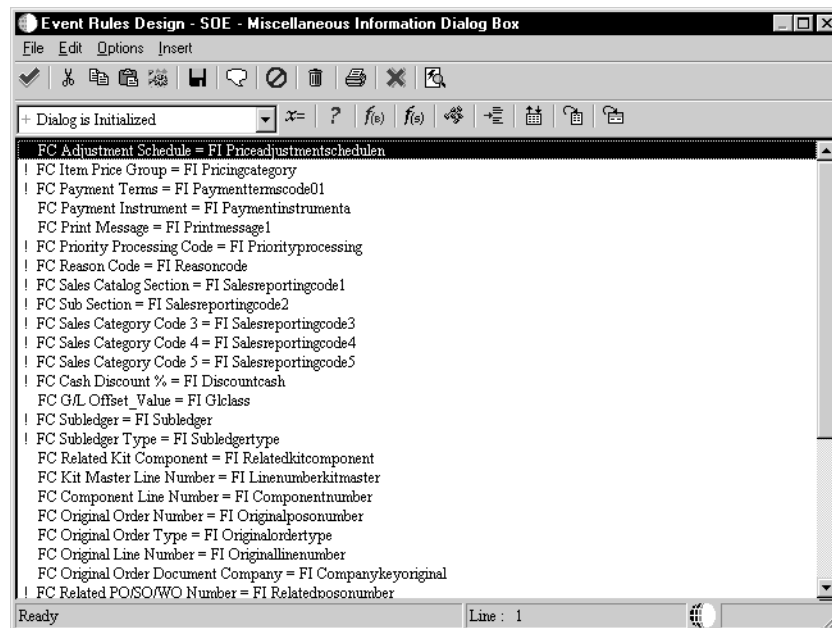 Event Rules Design - SOE - Miscellaneous Information Dialog Box
File Edit Options Insert
+ Dialog is Initialized x= ? f(B) f(s)
FC Adjustment Schedule = FI Priceadjustmentschedulen
! FC Item Price Group = FI Pricingcategory
! FC Payment Terms = FI Paymenttermscode01
FC Payment Instrument = FI Paymentinstrumenta
FC Print Message = FI Printmessage1
! FC Priority Processing Code = FI Priorityprocessing
! FC Reason Code = FI Reasoncode
! FC Sales Catalog Section = FI Salesreportingcode1
! FC Sub Section = FI Salesreportingcode2
! FC Sales Category Code 3 = FI Salesreportingcode3
! FC Sales Category Code 4 = FI Salesreportingcode4
! FC Sales Category Code 5 = FI Salesreportingcode5
! FC Cash Discount % = FI Discountcash
FC G/L Offset_Value = FI Glclass
! FC Subledger = FI Subledger
! FC Subledger Type = FI Subledgertype
FC Related Kit Component = FI Relatedkitcomponent
FC Kit Master Line Number = FI Linenumberkitmaster
FC Component Line Number = FI Componentnumber
FC Original Order Number = FI Originalposonumber
FC Original Order Type = FI Originalordertype
FC Original Line Number = FI Originallinenumber
FC Original Order Document Company = FI Companykeyoriginal
! FC Related PO/SO/WO Number = FI Relatedposonumber
Ready Line : 1